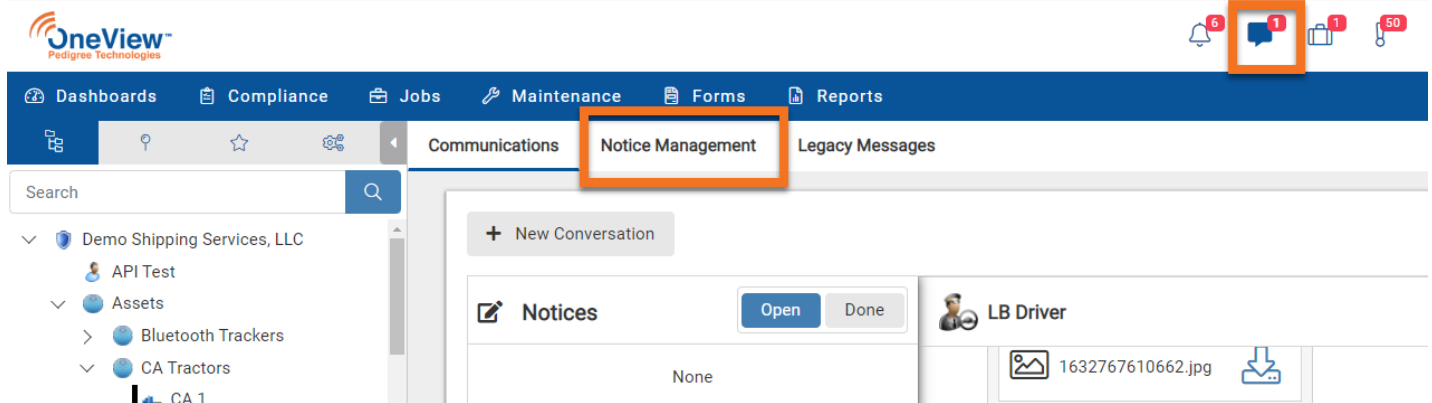 OneView™
Pedigree Technologies
6
1
1
50
Dashboards Compliance Jobs Maintenance Forms Reports
Communications Notice Management Legacy Messages
Search
Demo Shipping Services, LLC
API Test
Assets
Bluetooth Trackers
CA Tractors
CA 1
+ New Conversation
Notices Open Done
None
LB Driver
1632767610662.jpg